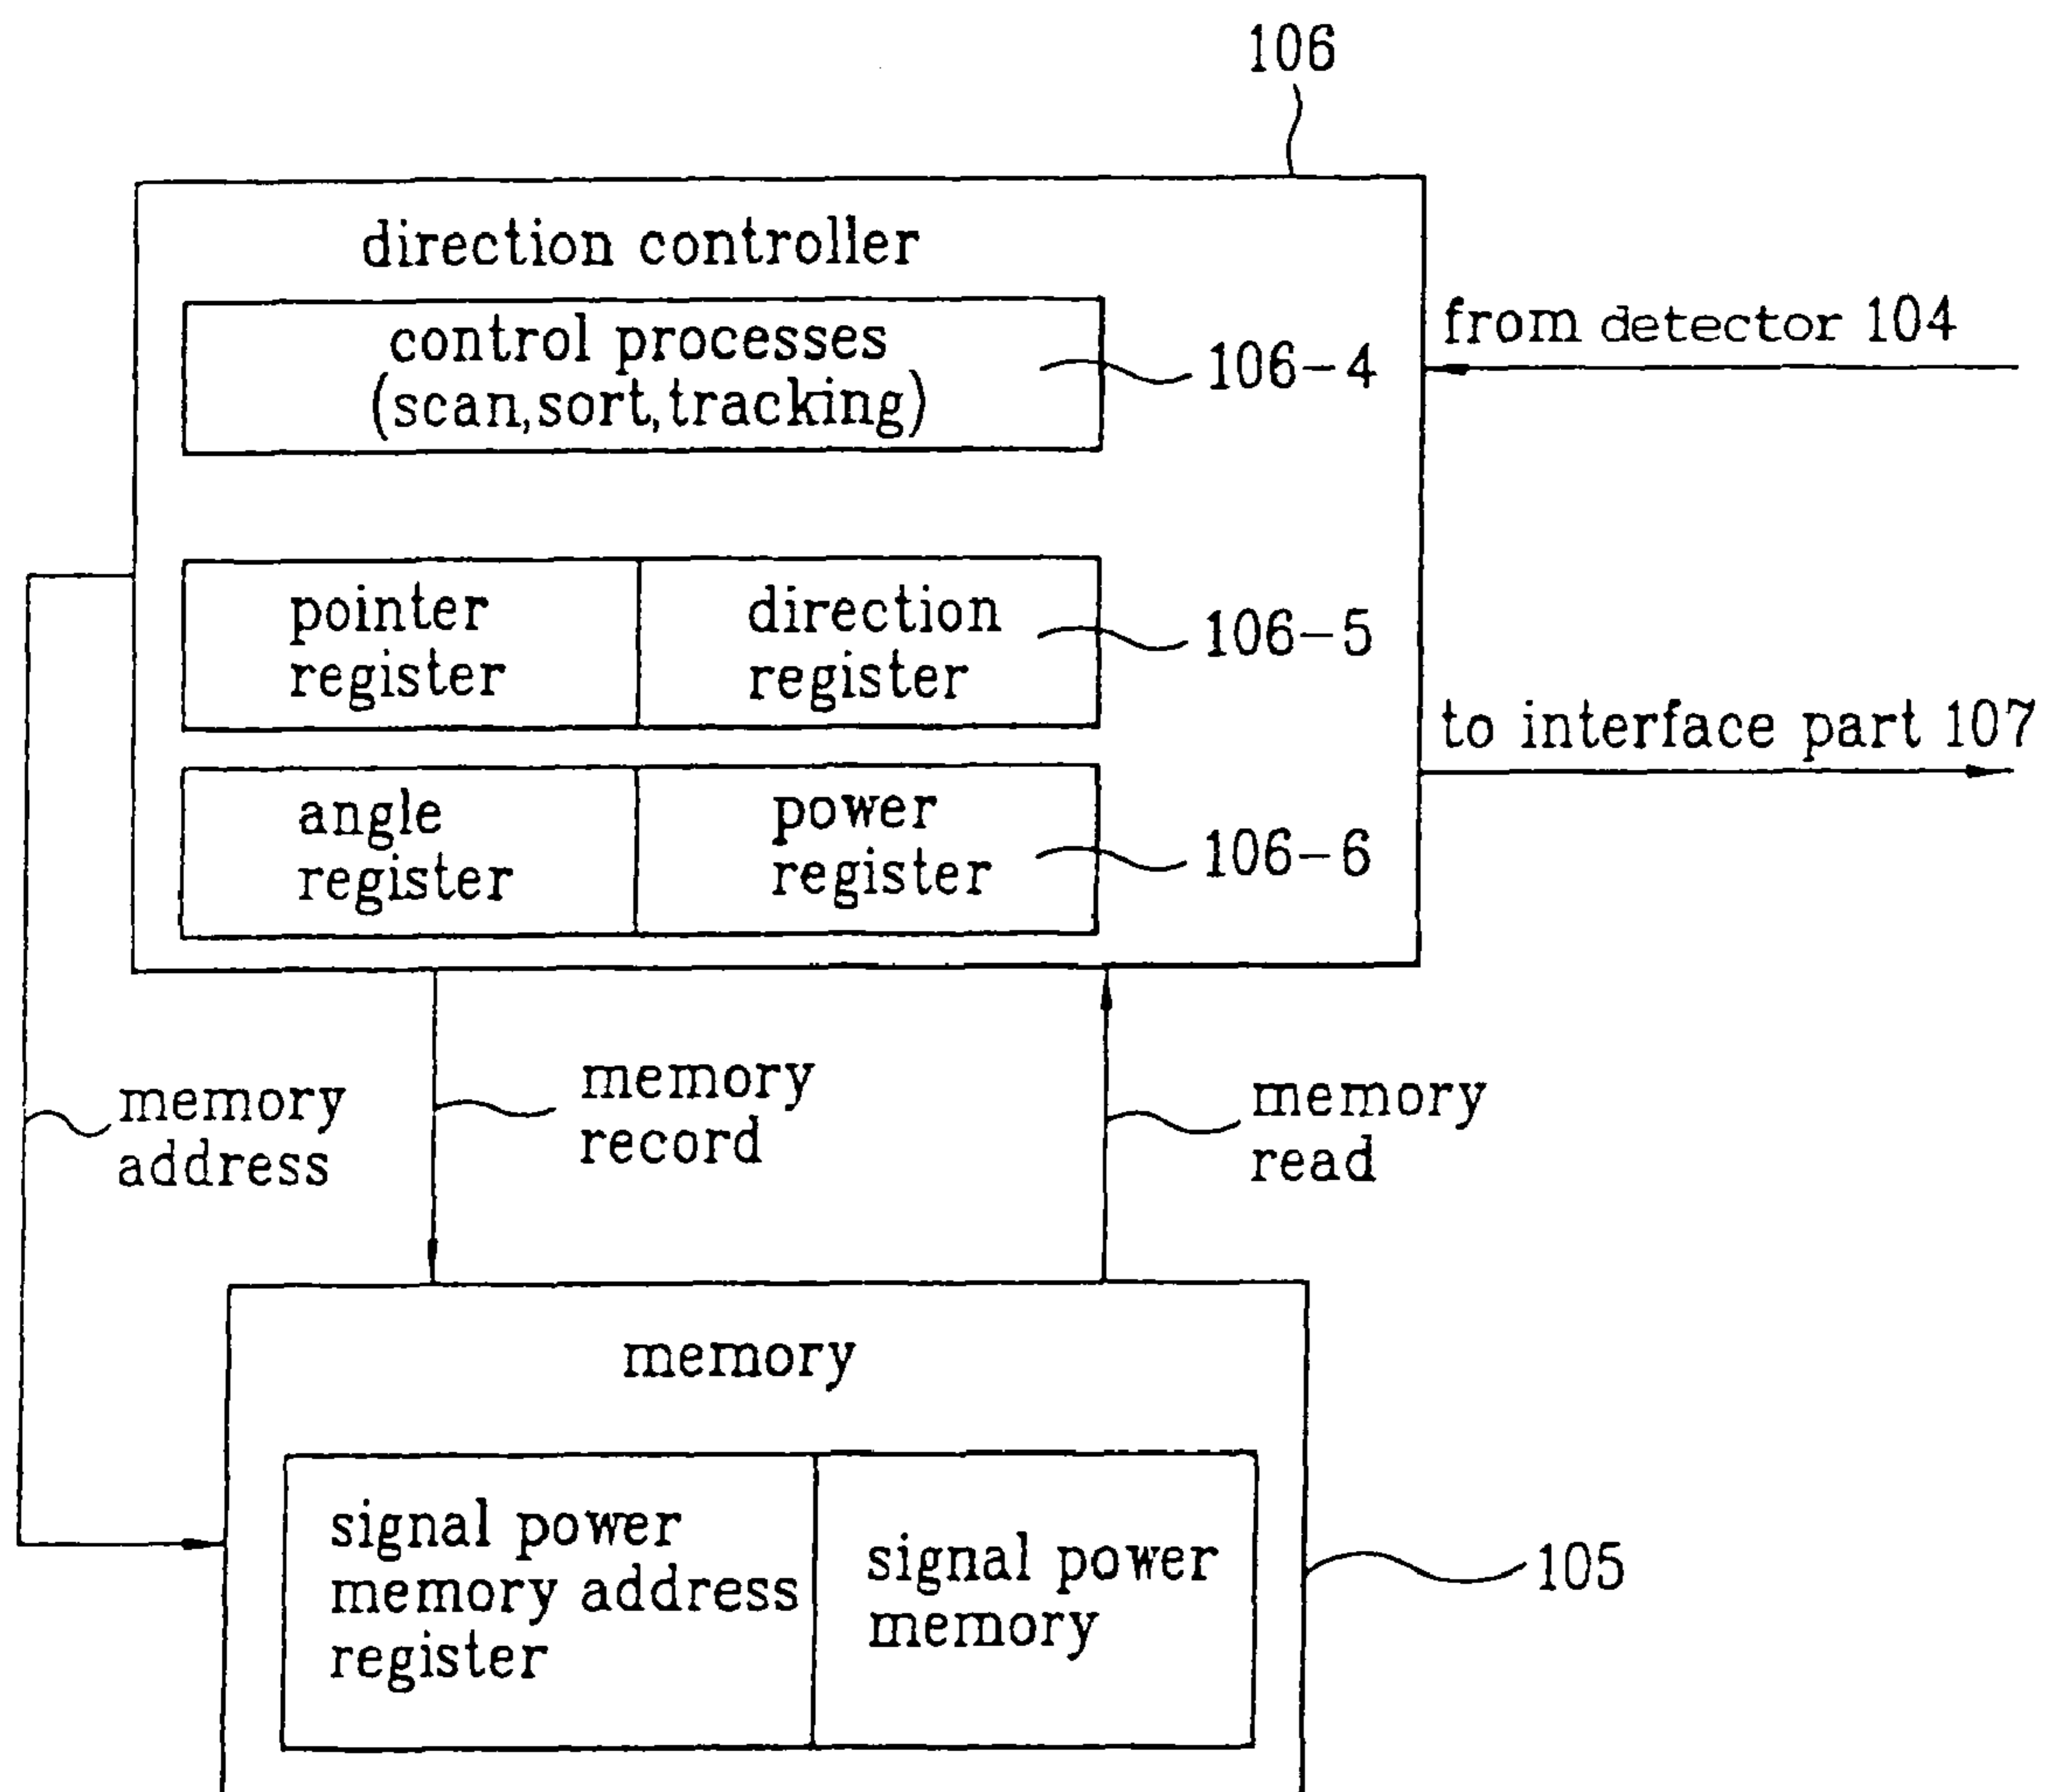 106
direction controller
from detector 104
control processes
(scan,sort,tracking)
106-4
pointer
register
direction
register
106-5
to interface part 107
angle
register
power
register
106-6
memory
address
memory
record
memory
read
memory
signal power
memory address
register
signal power
memory
105